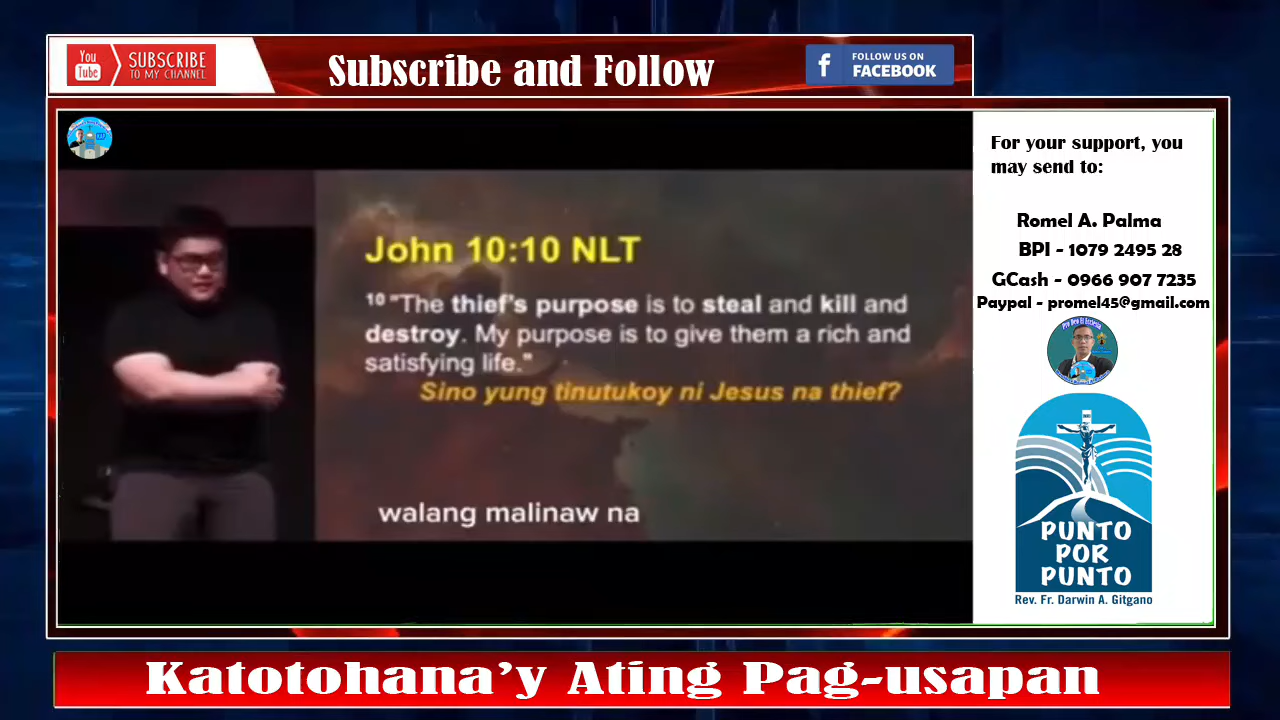 You
Tube
SUBSCRIBE
TO MY CHANNEL
Subscribe and Follow
f
FOLLOW US ON
FACEBOOK
John 10:10 NLT
10 "The thief's purpose is to steal and kill and
destroy. My purpose is to give them a rich and
satisfying life."
Sino yung tinutukoy ni Jesus na thief?
walang malinaw na
For your support, you
may send to:
Romel A. Palma
BPI - 1079 2495 28
GCash - 0966 907 7235
Paypal - promel45@gmail.com
PUNTO
POR
PUNTO
Rev. Fr. Darwin A. Gitgano
Katotohana'y Ating Pag-usapan